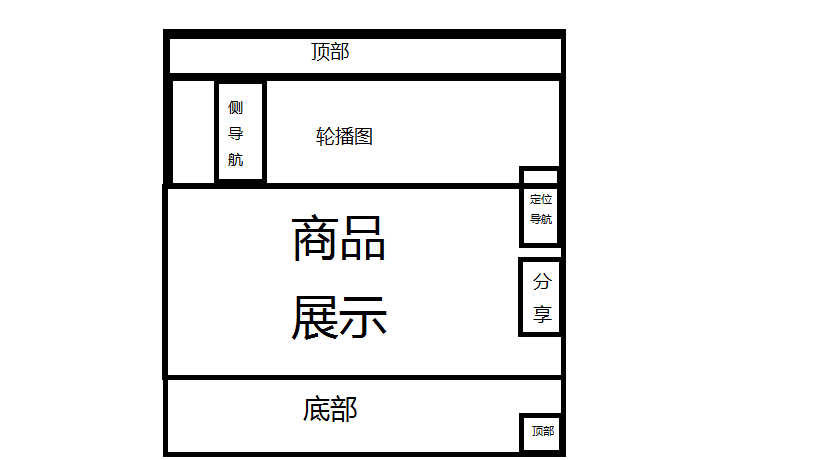 顶部
侧
导
航
轮播图
定位
导航
商品
展示
分
享
底部
顶部